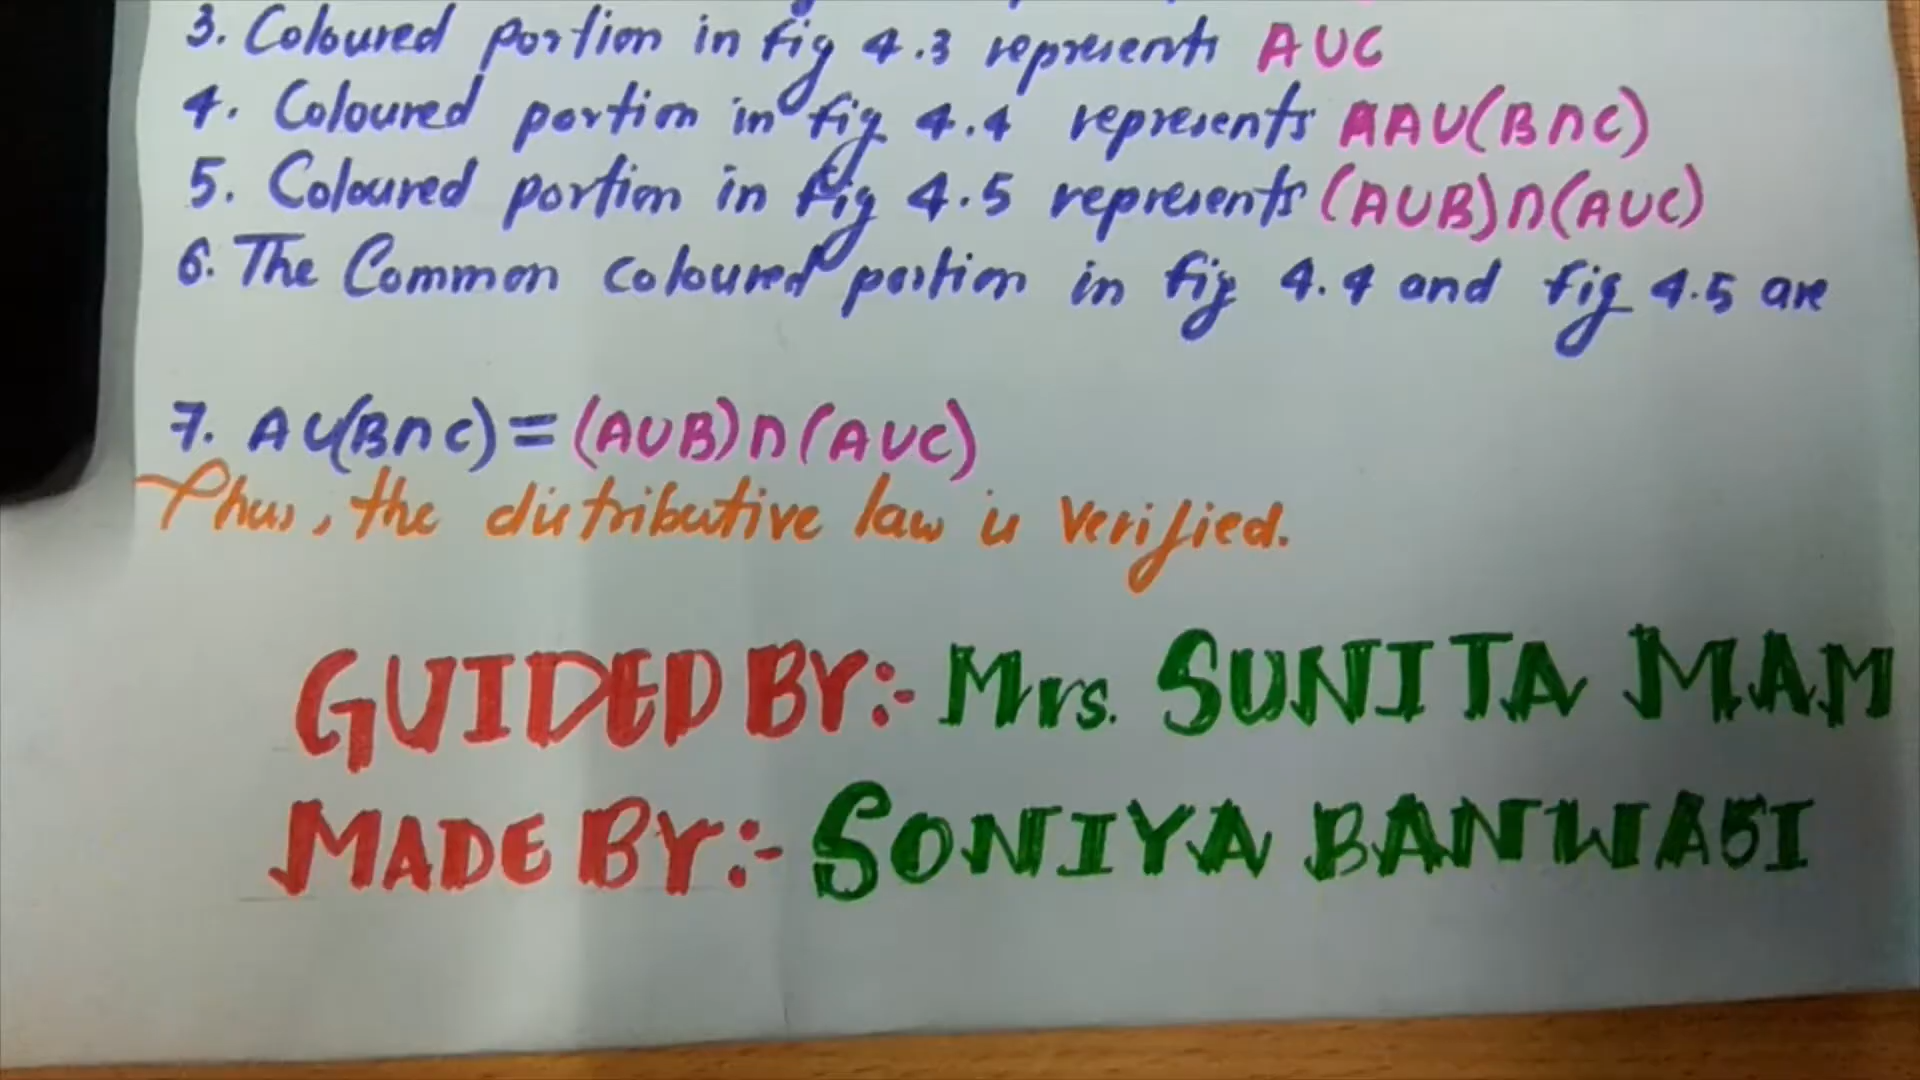 3. Coloured portion in fig 4.3 represents AUC
4. Coloured portion in fig 4.4 represents AAU(B∩C)
5. Coloured portion in fig 4.5 represents (AUB)∩(AUC)
6. The Common coloured portion in fig 4.4 and fig 4.5 are
7. AU(B∩C)=(AUB)∩(AUC)
Thus, the distributive law is Verified.
GUIDED BY:- Mrs. SUNITA MAM
MADE BY:- SONIYA BANWASI